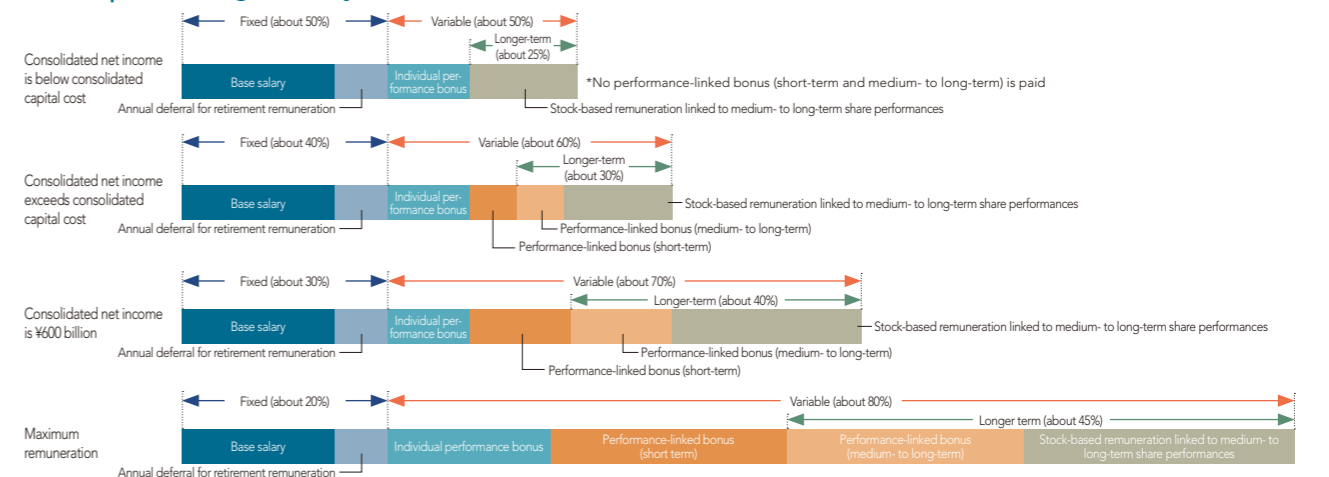 Fixed (about 50%)
Variable (about 50%)
Longer-term
(about 25%)
Consolidated net income
is below consolidated
capital cost
Base salary
Individual per-
formance bonus
*No performance-linked bonus (short-term and medium- to long-term) is paid
Annual deferral for retirement remuneration
Stock-based remuneration linked to medium- to long-term share performances
Fixed (about 40%)
Variable (about 60%)
Longer-term
(about 30%)
Consolidated net income
exceeds consolidated
capital cost
Base salary
Individual per-
formance bonus
Stock-based remuneration linked to medium- to long-term share performances
Annual deferral for retirement remuneration
Performance-linked bonus (medium- to long-term)
Performance-linked bonus (short-term)
Fixed (about 30%)
Variable (about 70%)
Longer-term (about 40%)
Consolidated net income
is ¥600 billion
Base salary
Individual per-
formance bonus
Stock-based remuneration linked to medium- to long-term share performances
Annual deferral for retirement remuneration
Performance-linked bonus (medium- to long-term)
Performance-linked bonus (short-term)
Fixed (about 20%)
Variable (about 80%)
Longer term (about 45%)
Maximum
remuneration
Base salary
Individual performance bonus
Performance-linked bonus
(short term)
Performance-linked bonus
(medium- to long-term)
Stock-based remuneration linked to medium- to
long-term share performances
Annual deferral for retirement remuneration